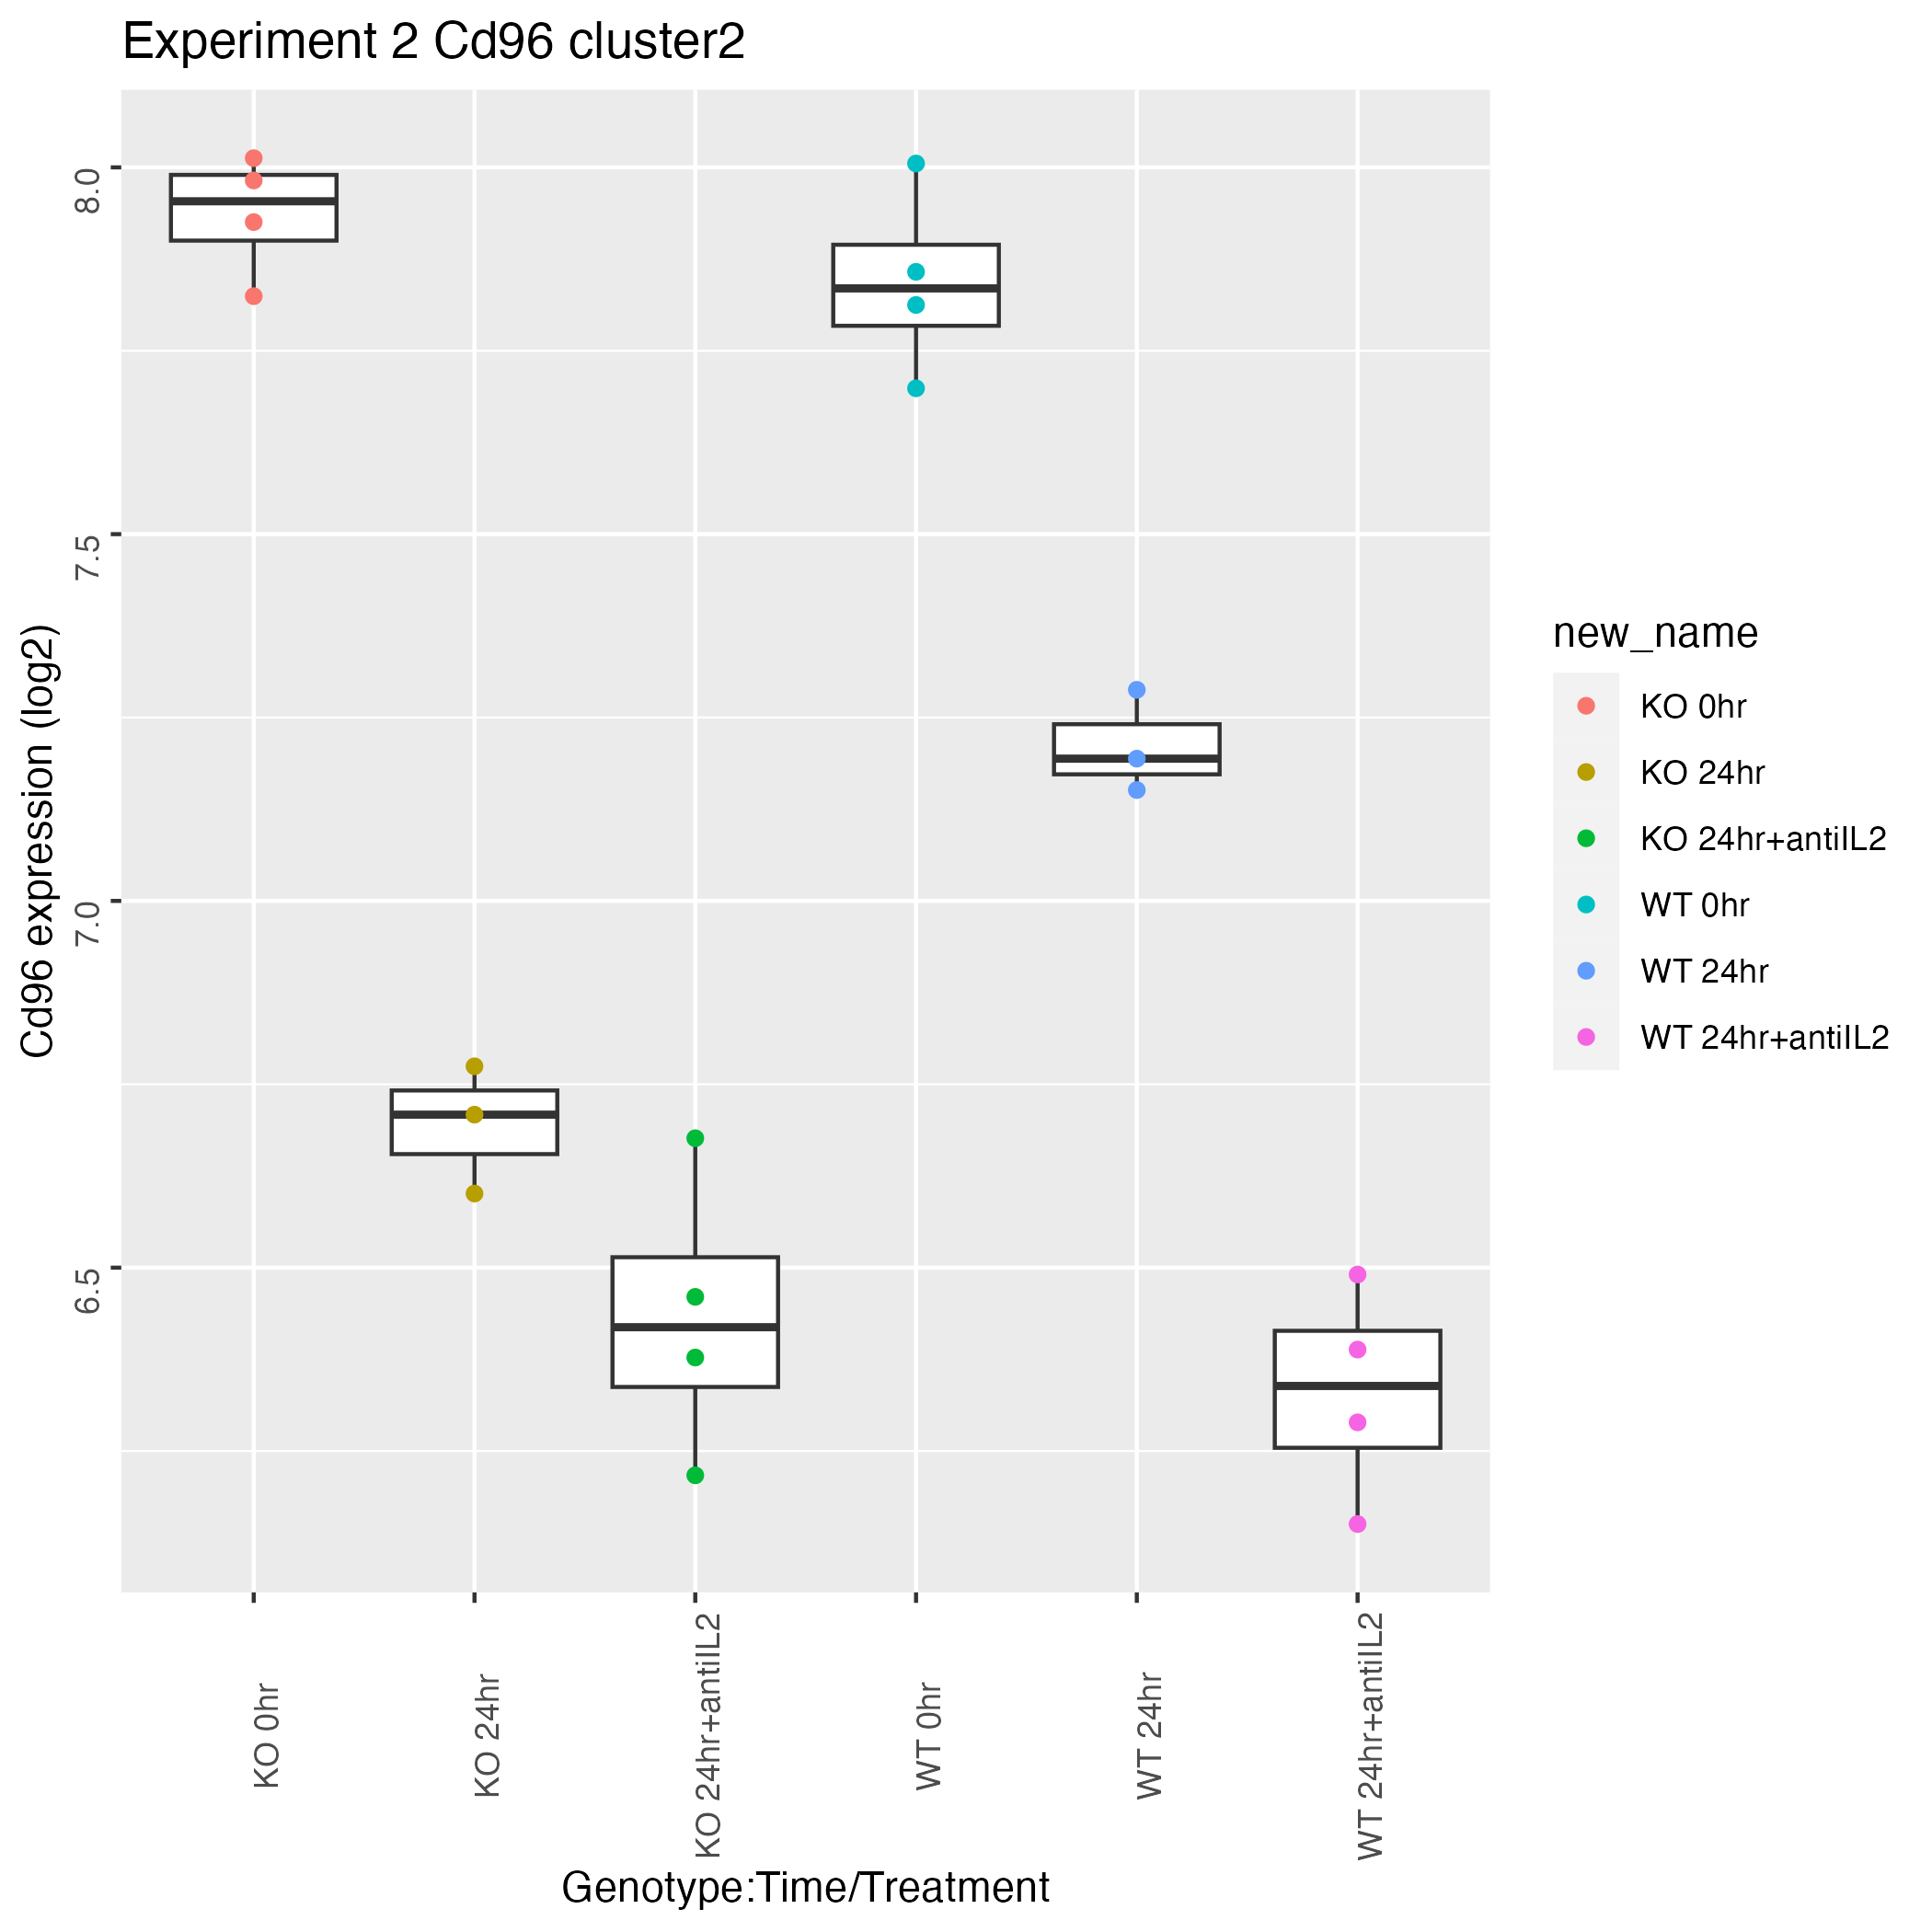 Experiment 2 Cd96 cluster2
Cd96 expression (log2)
8.0
7.5
7.0
6.5
KO 0hr
KO 24hr
KO 24hr+antiIL2
WT 0hr
WT 24hr
WT 24hr+antiIL2
Genotype:Time/Treatment
new_name
KO 0hr
KO 24hr
KO 24hr+antiIL2
WT 0hr
WT 24hr
WT 24hr+antiIL2